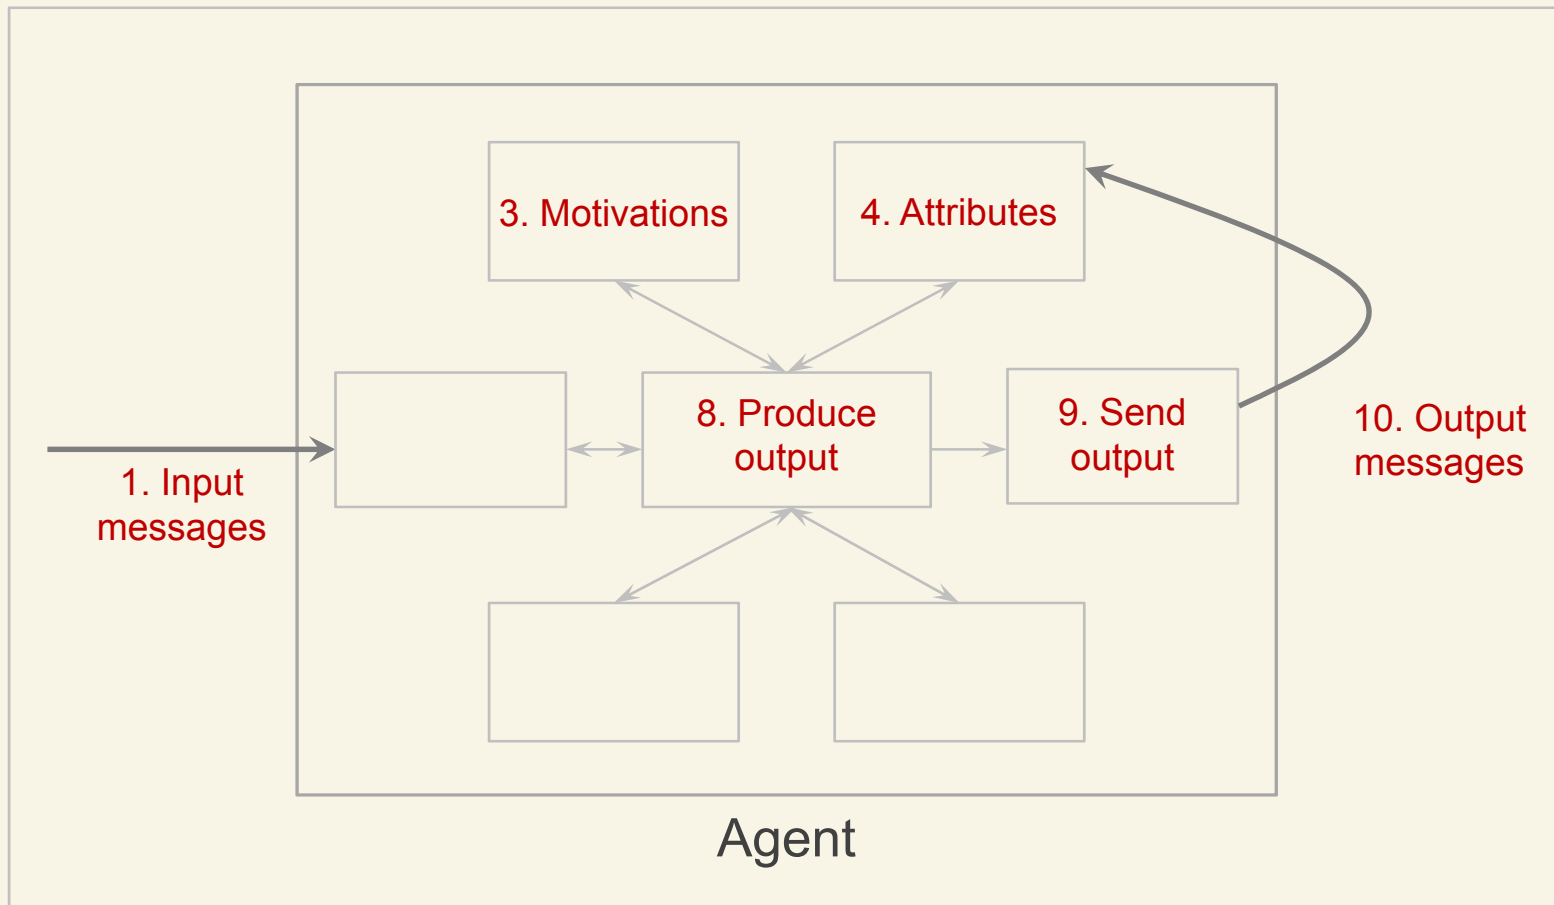 3. Motivations
4. Attributes
1. Input
messages
8. Produce
output
9. Send
output
10. Output
messages
Agent